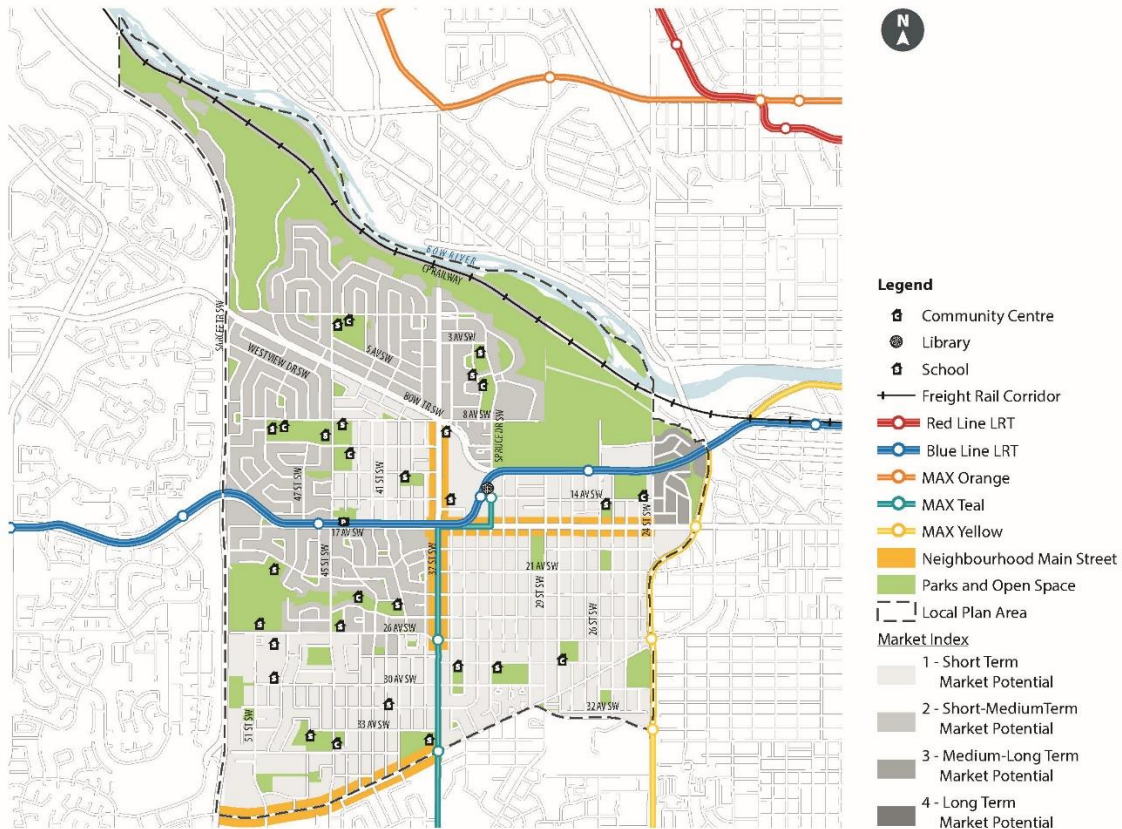 N
BOW RIVER
CP RAILWAY
SARCEE TR SW
3 AV SW
5 AV SW
WESTVIEW DR SW
BOW TR SW
8 AV SW
SPRUCE DR SW
47 ST SW
41 ST SW
14 AV SW
24 ST SW
17 AV SW
45 ST SW
37 ST SW
21 AV SW
29 ST SW
26 ST SW
26 AV SW
30 AV SW
33 AV SW
32 AV SW
51 ST SW
Legend
Community Centre
Library
School
Freight Rail Corridor
Red Line LRT
Blue Line LRT
MAX Orange
MAX Teal
MAX Yellow
Neighbourhood Main Street
Parks and Open Space
Local Plan Area
Market Index
1 - Short Term
Market Potential
2 - Short-MediumTerm
Market Potential
3 - Medium-Long Term
Market Potential
4 - Long Term
Market Potential